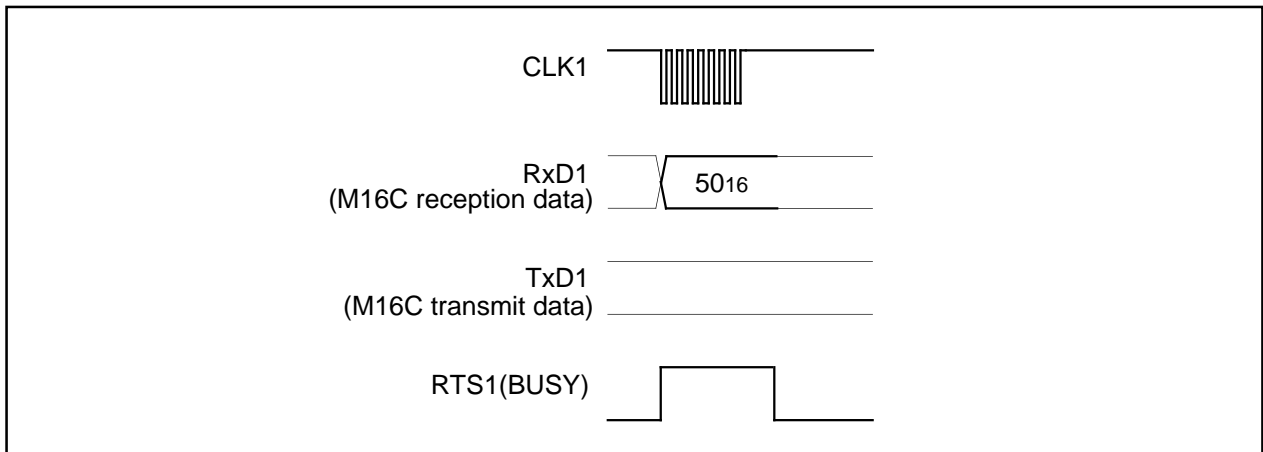 CLK1
RxD1
(M16C reception data)
5016
TxD1
(M16C transmit data)
RTS1(BUSY)